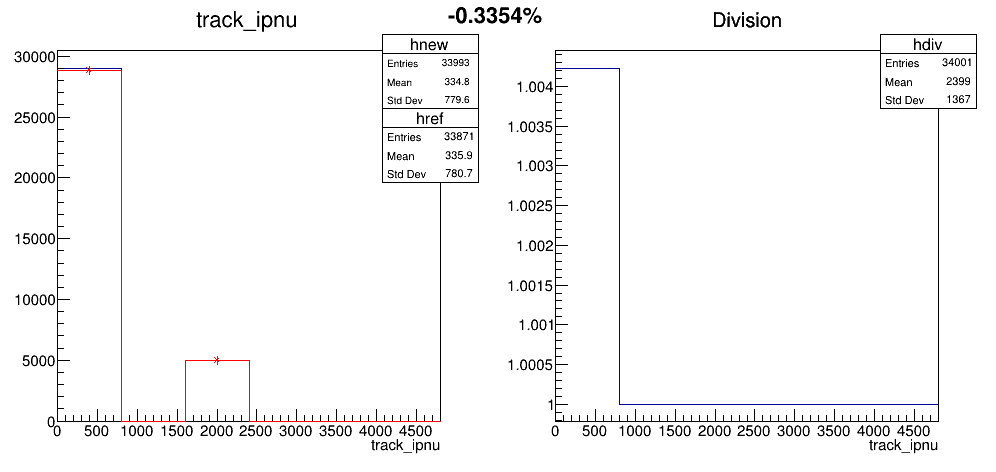 -0.3354%
track_ipnu
hnew
Entries 33993
Mean 334.8
Std Dev 779.6
href
Entries 33871
Mean 335.9
Std Dev 780.7
30000
25000
20000
15000
10000
5000
0
0 500 1000 1500 2000 2500 3000 3500 4000 4500
track_ipnu
Division
hdiv
Entries 34001
Mean 2399
Std Dev 1367
1.004
1.0035
1.003
1.0025
1.002
1.0015
1.001
1.0005
1
0 500 1000 1500 2000 2500 3000 3500 4000 4500
track_ipnu